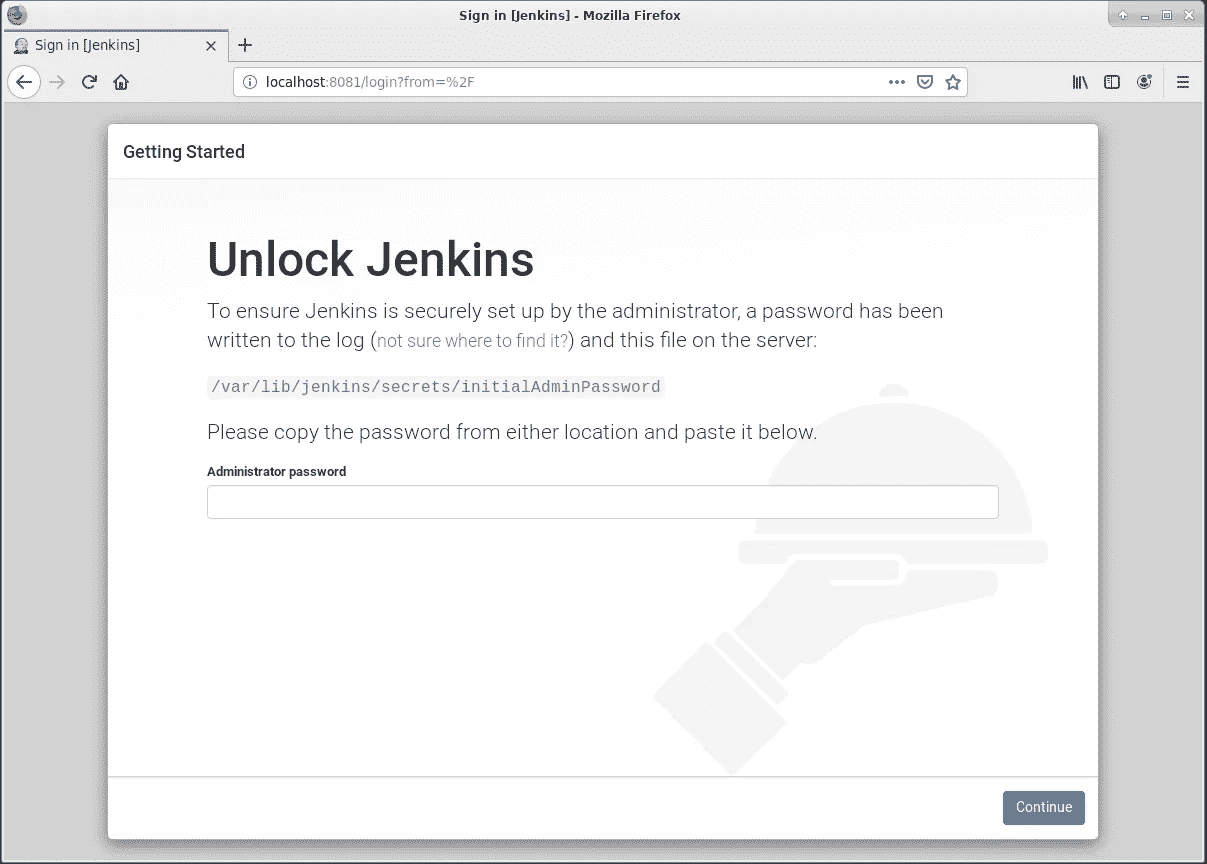 Sign in [Jenkins] - Mozilla Firefox
Sign in [Jenkins]
localhost:8081/login?from=%2F
Getting Started
Unlock Jenkins
To ensure Jenkins is securely set up by the administrator, a password has been
written to the log (not sure where to find it?) and this file on the server:
/var/lib/jenkins/secrets/initialAdminPassword
Please copy the password from either location and paste it below.
Administrator password
Continue